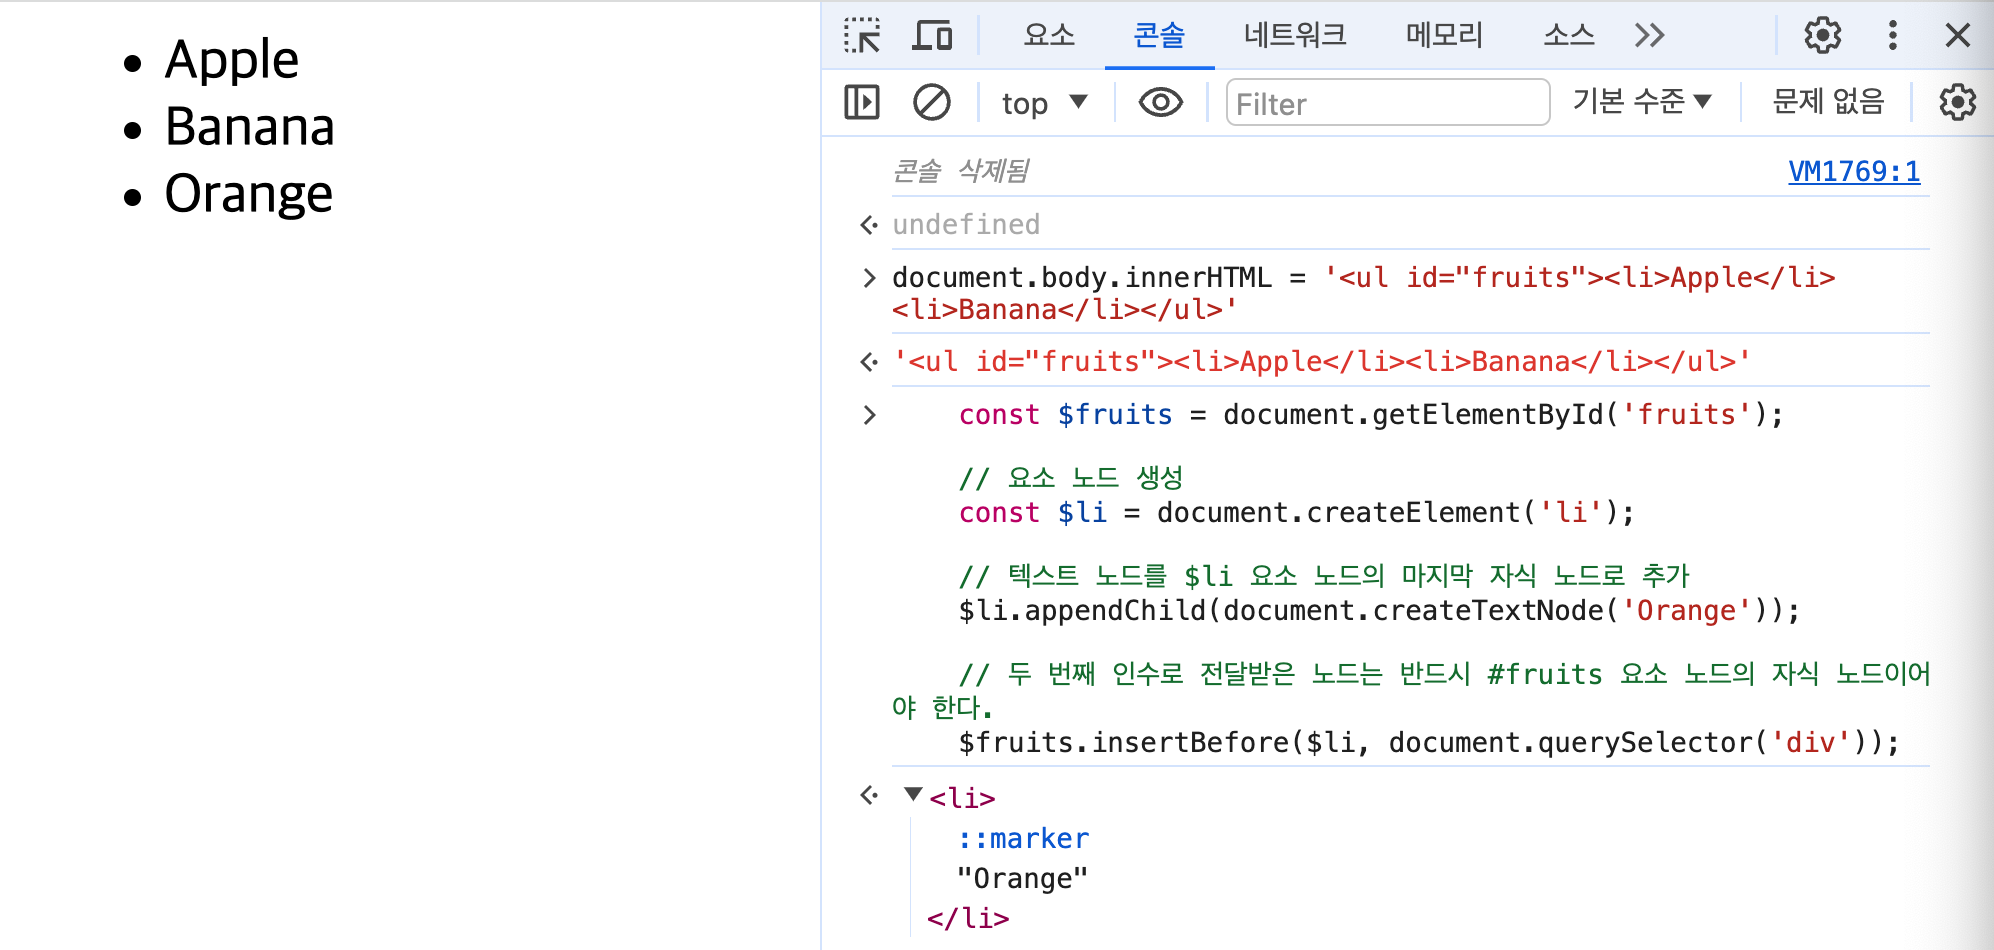 Apple
Banana
Orange
요소 콘솔 네트워크 메모리 소스
top Filter 기본 수준 문제 없음
콘솔 삭제됨 VM1769:1
undefined
document.body.innerHTML = '<ul id="fruits"><li>Apple</li>
<li>Banana</li></ul>'
'<ul id="fruits"><li>Apple</li><li>Banana</li></ul>'
const $fruits = document.getElementById('fruits');
// 요소 노드 생성
const $li = document.createElement('li');
// 텍스트 노드를 $li 요소 노드의 마지막 자식 노드로 추가
$li.appendChild(document.createTextNode('Orange'));
// 두 번째 인수로 전달받은 노드는 반드시 #fruits 요소 노드의 자식 노드이어
야 한다.
$fruits.insertBefore($li, document.querySelector('div'));
<li>
::marker
"Orange"
</li>